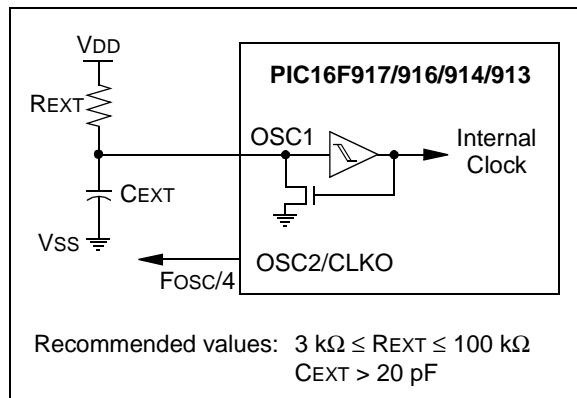 VDD
PIC16F917/916/914/913
REXT
OSC1
Internal
Clock
CEXT
VSS
OSC2/CLKO
FOSC/4
Recommended values: 3 kΩ ≤ REXT ≤ 100 kΩ
CEXT > 20 pF